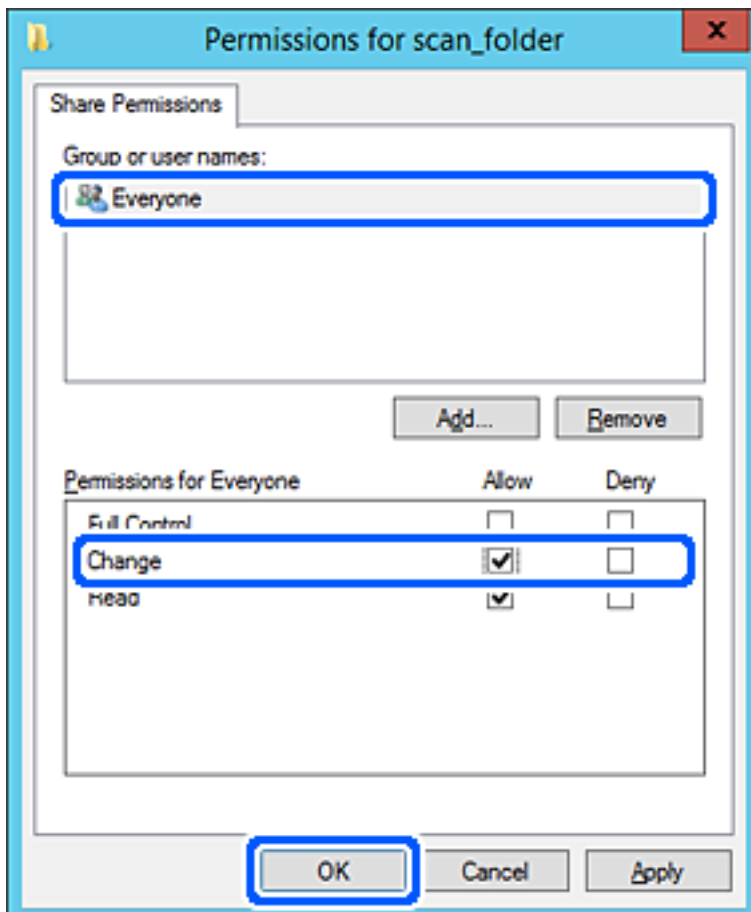 Permissions for scan_folder
x
Share Permissions
Group or user names:
Everyone
Add... Remove
Permissions for Everyone Allow Deny
Full Control
Change
Read
OK Cancel Apply